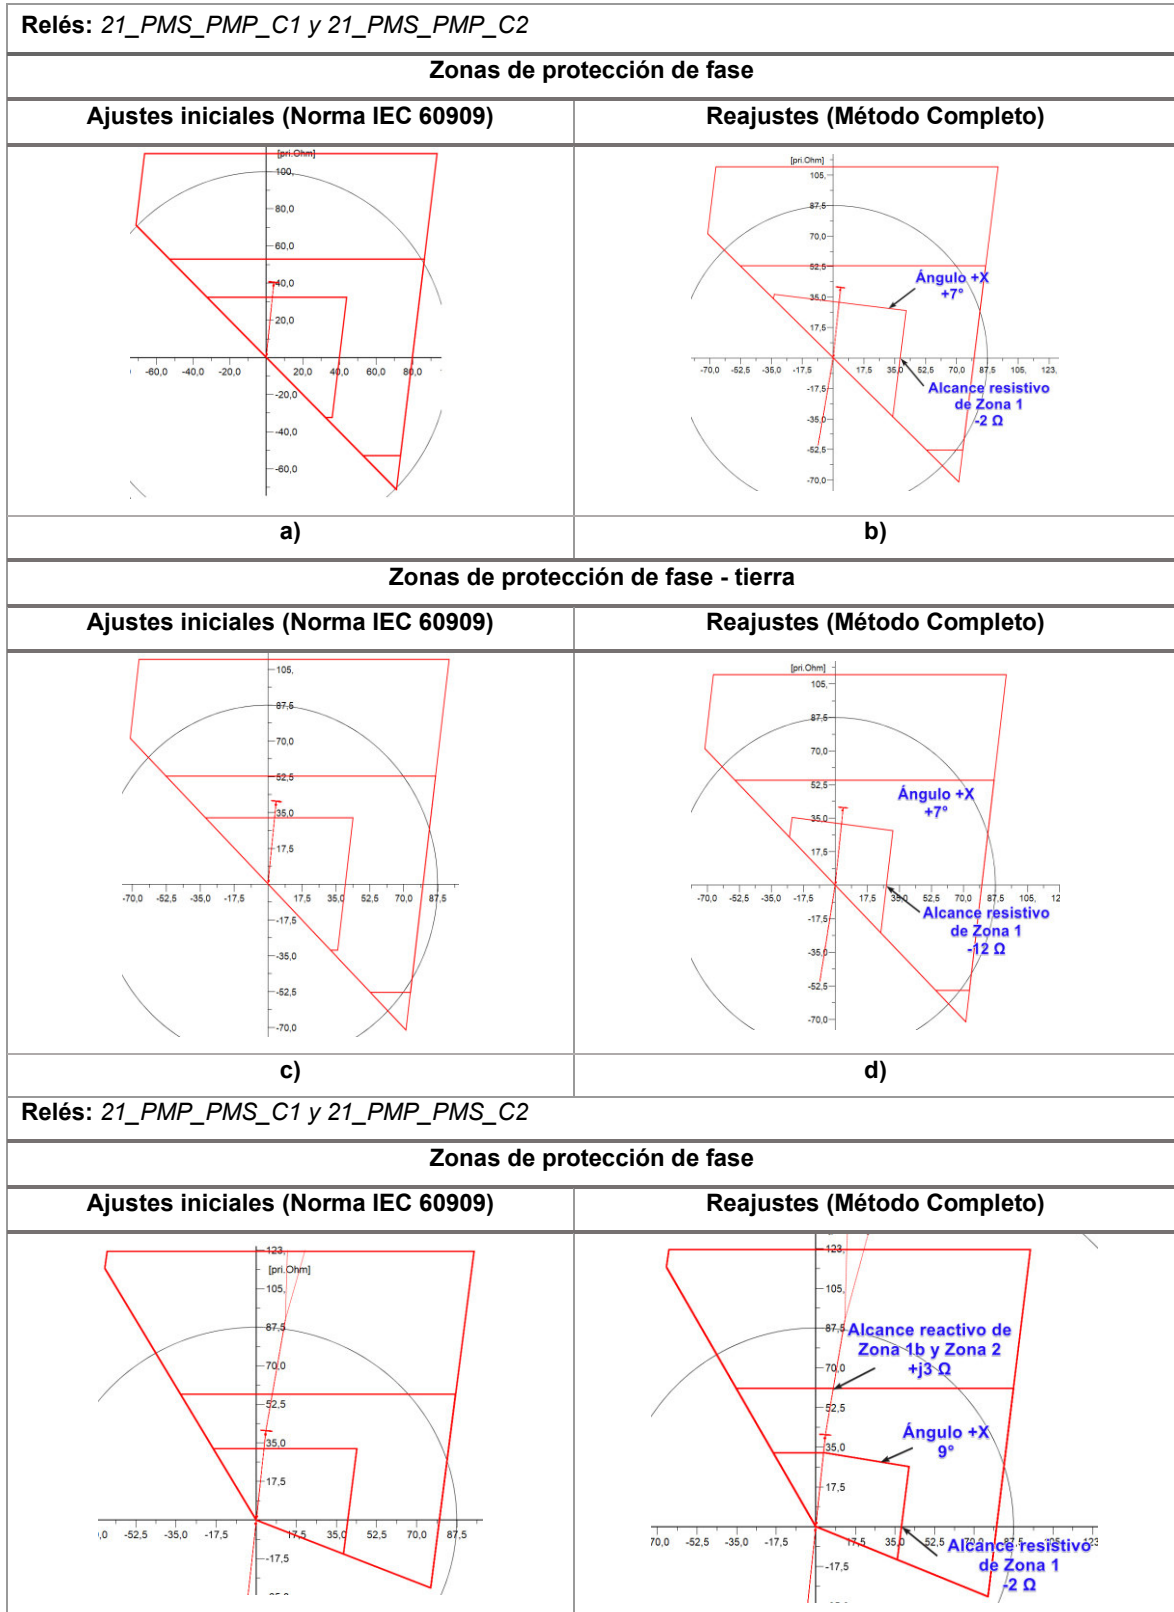 Relés: 21_PMS_PMP_C1 y 21_PMS_PMP_C2
Zonas de protección de fase
Ajustes iniciales (Norma IEC 60909)
Reajustes (Método Completo)
[pri.Ohm]
100,
80,0
60,0
40,0
20,0
-60,0 -40,0 -20,0 20,0 40,0 60,0 80,0
-20,0
-40,0
-60,0
[pri.Ohm]
105,
87,5
70,0
52,5
35,0
17,5
Ángulo +X
+7°
-70,0 -52,5 -35,0 -17,5 17,5 35,0 52,5 70,0 87,5 105, 123,
-17,5
-35,0
-52,5
-70,0
Alcance resistivo
de Zona 1
-2 Ω
a)
b)
Zonas de protección de fase - tierra
Ajustes iniciales (Norma IEC 60909)
Reajustes (Método Completo)
105,
87,5
70,0
52,5
35,0
17,5
-70,0 -52,5 -35,0 -17,5 17,5 35,0 52,5 70,0 87,5
-17,5
-35,0
-52,5
-70,0
[pri.Ohm]
105,
87,5
70,0
52,5
35,0
17,5
Ángulo +X
+7°
-70,0 -52,5 -35,0 -17,5 17,5 35,0 52,5 70,0 87,5 105, 12
-17,5
-35,0
-52,5
-70,0
Alcance resistivo
de Zona 1
-12 Ω
c)
d)
Relés: 21_PMP_PMS_C1 y 21_PMP_PMS_C2
Zonas de protección de fase
Ajustes iniciales (Norma IEC 60909)
Reajustes (Método Completo)
123,
[pri.Ohm]
105,
87,5
70,0
52,5
35,0
17,5
,0 -52,5 -35,0 -17,5 17,5 35,0 52,5 70,0 87,5
-17,5
123,
105,
87,5
70,0
52,5
35,0
17,5
Alcance reactivo de
Zona 1b y Zona 2
+j3 Ω
Ángulo +X
9°
70,0 -52,5 -35,0 -17,5 17,5 35,0 52,5 70,0 87,5
-17,5
Alcance resistivo
de Zona 1
-2 Ω